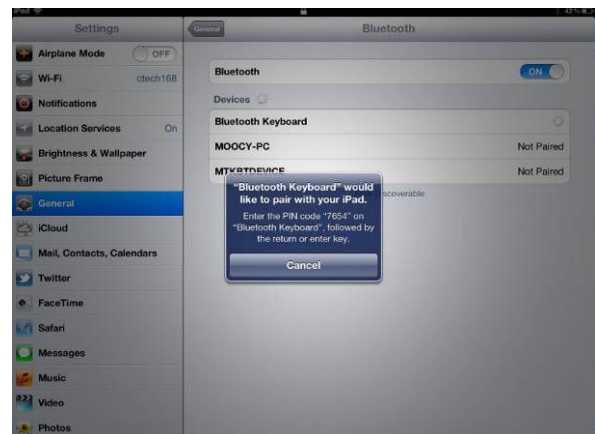 iPad
42%
Settings
General
Bluetooth
Airplane Mode OFF
Wi-Fi ctech168
Notifications
Location Services On
Brightness & Wallpaper
Picture Frame
General
iCloud
Mail, Contacts, Calendars
Twitter
FaceTime
Safari
Messages
Music
Video
Photos
Bluetooth ON
Devices
Bluetooth Keyboard
MOOCY-PC Not Paired
MTKBTDEVICE Not Paired
discoverable
"Bluetooth Keyboard" would
like to pair with your iPad.
Enter the PIN code "7654" on
"Bluetooth Keyboard", followed by
the return or enter key.
Cancel